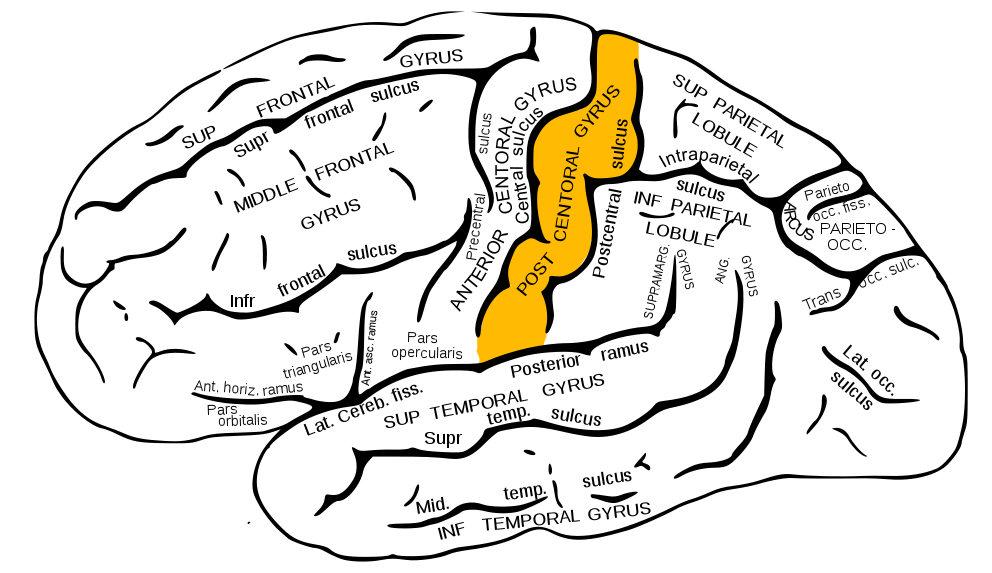 SUP FRONTAL GYRUS
Supr frontal sulcus
MIDDLE FRONTAL
GYRUS
Infr frontal sulcus
Precentral sulcus
ANTERIOR CENTORAL GYRUS
Central sulcus
POST CENTORAL GYRUS
Postcentral sulcus
SUP PARIETAL
LOBULE
Intraparietal
sulcus
INF PARIETAL
LOBULE
SUPRAMARG.
GYRUS
ANG.
GYRUS
ARCUS
Parieto
occ. fiss.
PARIETO -
OCC.
Trans occ. sulc.
Lat. occ.
sulcus
Pars
triangularis
Ant. asc. ramus
Pars
opercularis
Ant. horiz. ramus
Pars
orbitalis
Lat. Cereb. fiss.
Posterior ramus
SUP TEMPORAL GYRUS
Supr temp. sulcus
Mid. temp. sulcus
INF TEMPORAL GYRUS